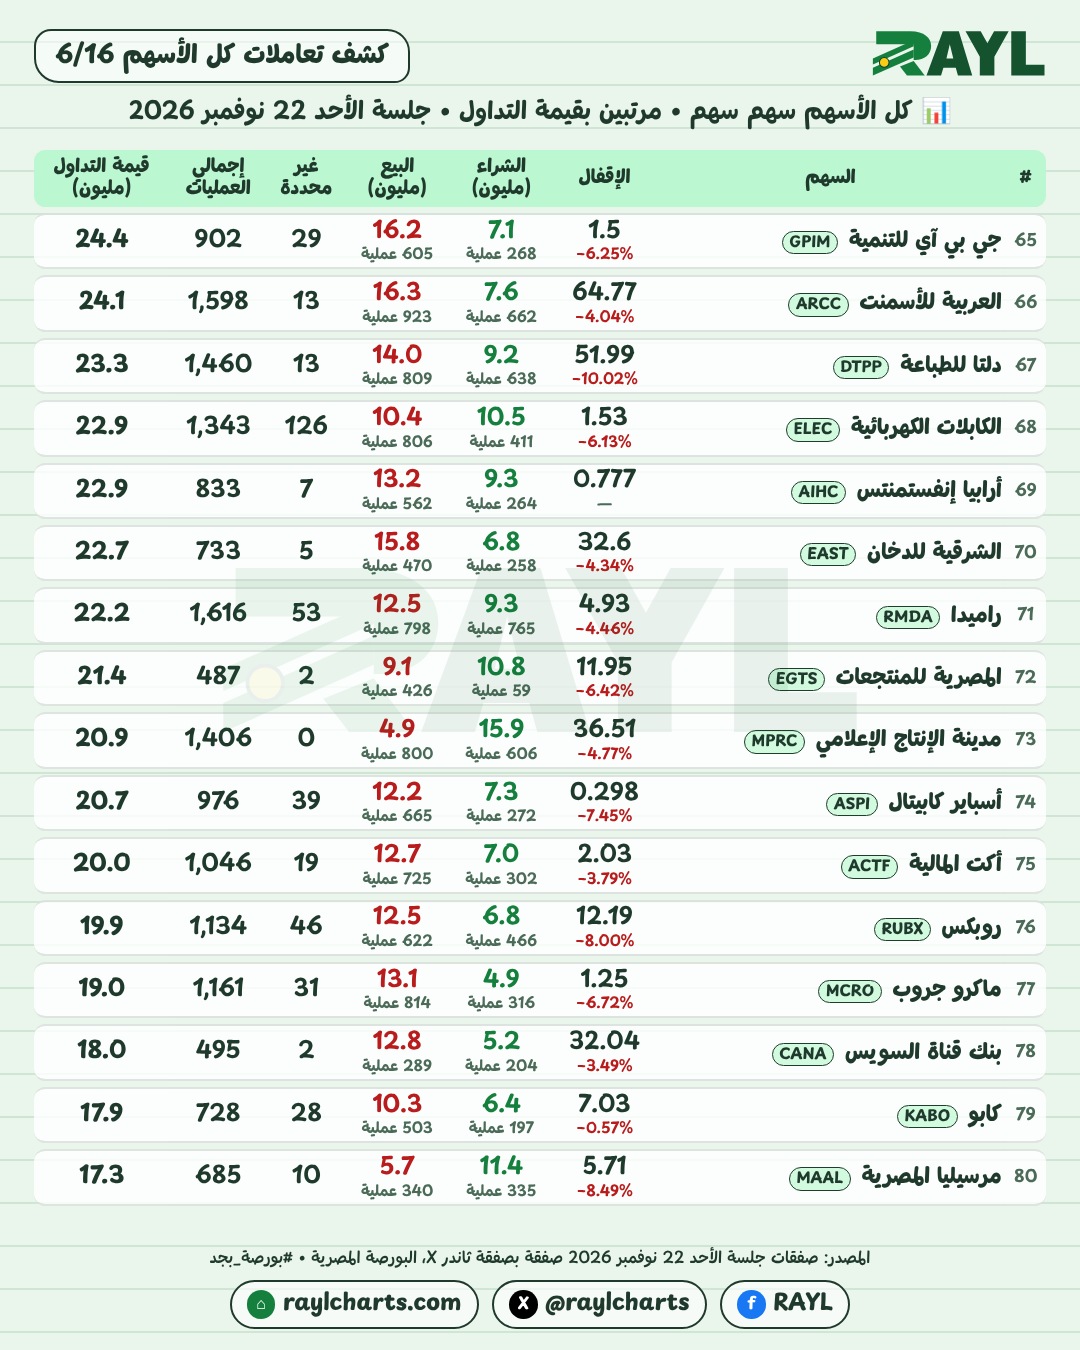 RAYL
كشف تعاملات كل الأسهم 6/16
📊 كل الأسهم سهم سهم • مرتبين بقيمة التداول • جلسة الأحد 22 نوفمبر 2026
# السهم الإقفال الشراء (مليون) البيع (مليون) غير محددة إجمالي العمليات قيمة التداول (مليون)
65 جي بي آي للتنمية GPIM 1.5 7.1 16.2 29 902 24.4
-6.25% 268 عملية 605 عملية
66 العربية للأسمنت ARCC 64.77 7.6 16.3 13 1,598 24.1
-4.04% 662 عملية 923 عملية
67 دلتا للطباعة DTPP 51.99 9.2 14.0 13 1,460 23.3
-10.02% 638 عملية 809 عملية
68 الكابلات الكهربائية ELEC 1.53 10.5 10.4 126 1,343 22.9
-6.13% 411 عملية 806 عملية
69 أرابيا إنفستمنتس AIHC 0.777 9.3 13.2 7 833 22.9
— 264 عملية 562 عملية
70 الشرقية للدخان EAST 32.6 6.8 15.8 5 733 22.7
-4.34% 258 عملية 470 عملية
71 راميدا RMDA 4.93 9.3 12.5 53 1,616 22.2
-4.46% 765 عملية 798 عملية
72 المصرية للمنتجعات EGTS 11.95 10.8 9.1 2 487 21.4
-6.42% 59 عملية 426 عملية
73 مدينة الإنتاج الإعلامي MPRC 36.51 15.9 4.9 0 1,406 20.9
-4.77% 606 عملية 800 عملية
74 أسباير كابيتال ASPI 0.298 7.3 12.2 39 976 20.7
-7.45% 272 عملية 665 عملية
75 أكت المالية ACTF 2.03 7.0 12.7 19 1,046 20.0
-3.79% 302 عملية 725 عملية
76 روبكس RUBX 12.19 6.8 12.5 46 1,134 19.9
-8.00% 466 عملية 622 عملية
77 ماكرو جروب MCRO 1.25 4.9 13.1 31 1,161 19.0
-6.72% 316 عملية 814 عملية
78 بنك قناة السويس CANA 32.04 5.2 12.8 2 495 18.0
-3.49% 204 عملية 289 عملية
79 كابو KABO 7.03 6.4 10.3 28 728 17.9
-0.57% 197 عملية 503 عملية
80 مرسيليا المصرية MAAL 5.71 11.4 5.7 10 685 17.3
-8.49% 335 عملية 340 عملية
RAYL
المصدر: صفقات جلسة الأحد 22 نوفمبر 2026 صفقة بصفقة ثاندر X، البورصة المصرية • #بورصة_بجد
raylcharts.com @raylcharts RAYL